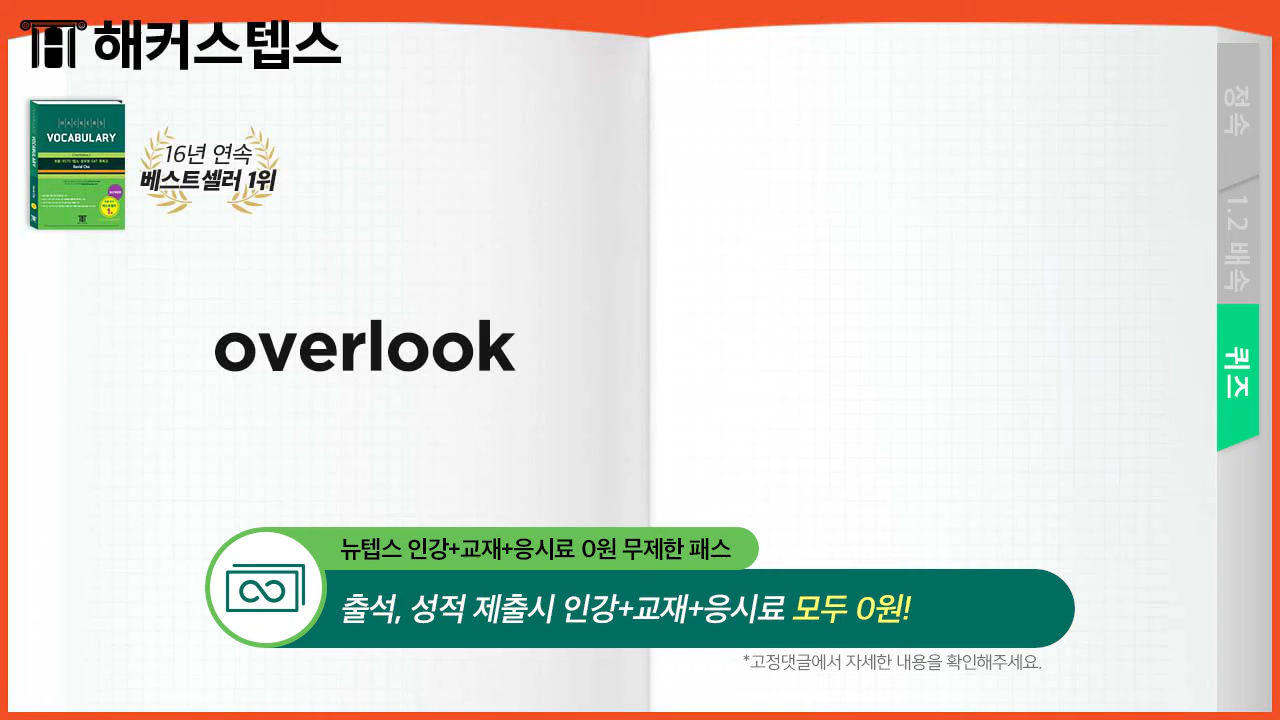 해커스텝스
HACKERS
VOCABULARY
16년 연속
베스트셀러 1위
정속
1.2 배속
퀴즈
overlook
뉴텝스 인강+교재+응시료 0원 무제한 패스
출석, 성적 제출시 인강+교재+응시료 모두 0원!
*고정댓글에서 자세한 내용을 확인해주세요.